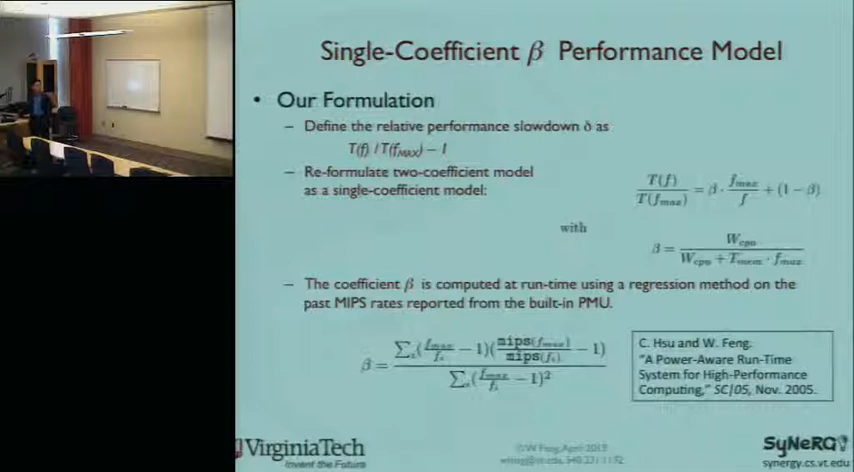 Single-Coefficient β Performance Model
• Our Formulation
– Define the relative performance slowdown δ as
T(f) / T(fMAX) – 1
– Re-formulate two-coefficient model
as a single-coefficient model:
T(f) / T(fmax) = β · fmax / f + (1 − β)
with
β = Wcpu / (Wcpu + Tmem · fmax)
– The coefficient β is computed at run-time using a regression method on the
past MIPS rates reported from the built-in PMU.
β = Σi(fmax/fi − 1)(mips(fmax)/mips(fi) − 1) / Σi(fmax/fi − 1)²
C. Hsu and W. Feng.
"A Power-Aware Run-Time
System for High-Performance
Computing," SC|05, Nov. 2005.
VirginiaTech
Invent the Future
SyNeRGy
synergy.cs.vt.edu